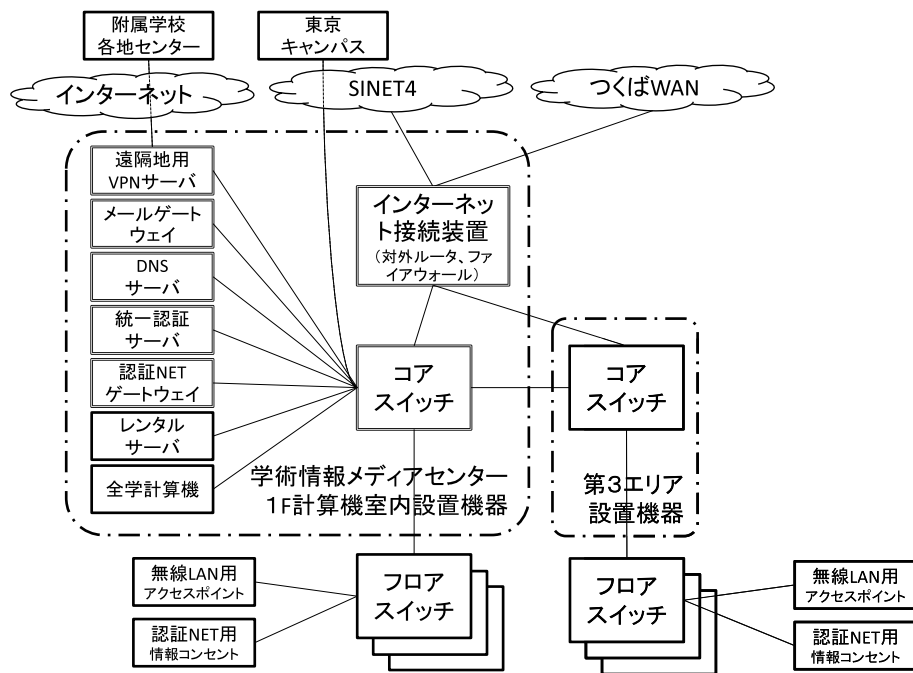 附属学校
各地センター
東京
キャンパス
インターネット
SINET4
つくばWAN
遠隔地用
VPNサーバ
メールゲート
ウェイ
DNS
サーバ
統一認証
サーバ
認証NET
ゲートウェイ
レンタル
サーバ
全学計算機
インターネッ
ト接続装置
（対外ルータ、ファ
イアウォール）
コア
スイッチ
学術情報メディアセンター
１F計算機室内設置機器
コア
スイッチ
第３エリア
設置機器
無線LAN用
アクセスポイント
認証NET用
情報コンセント
フロア
スイッチ
フロア
スイッチ
無線LAN用
アクセスポイント
認証NET用
情報コンセント